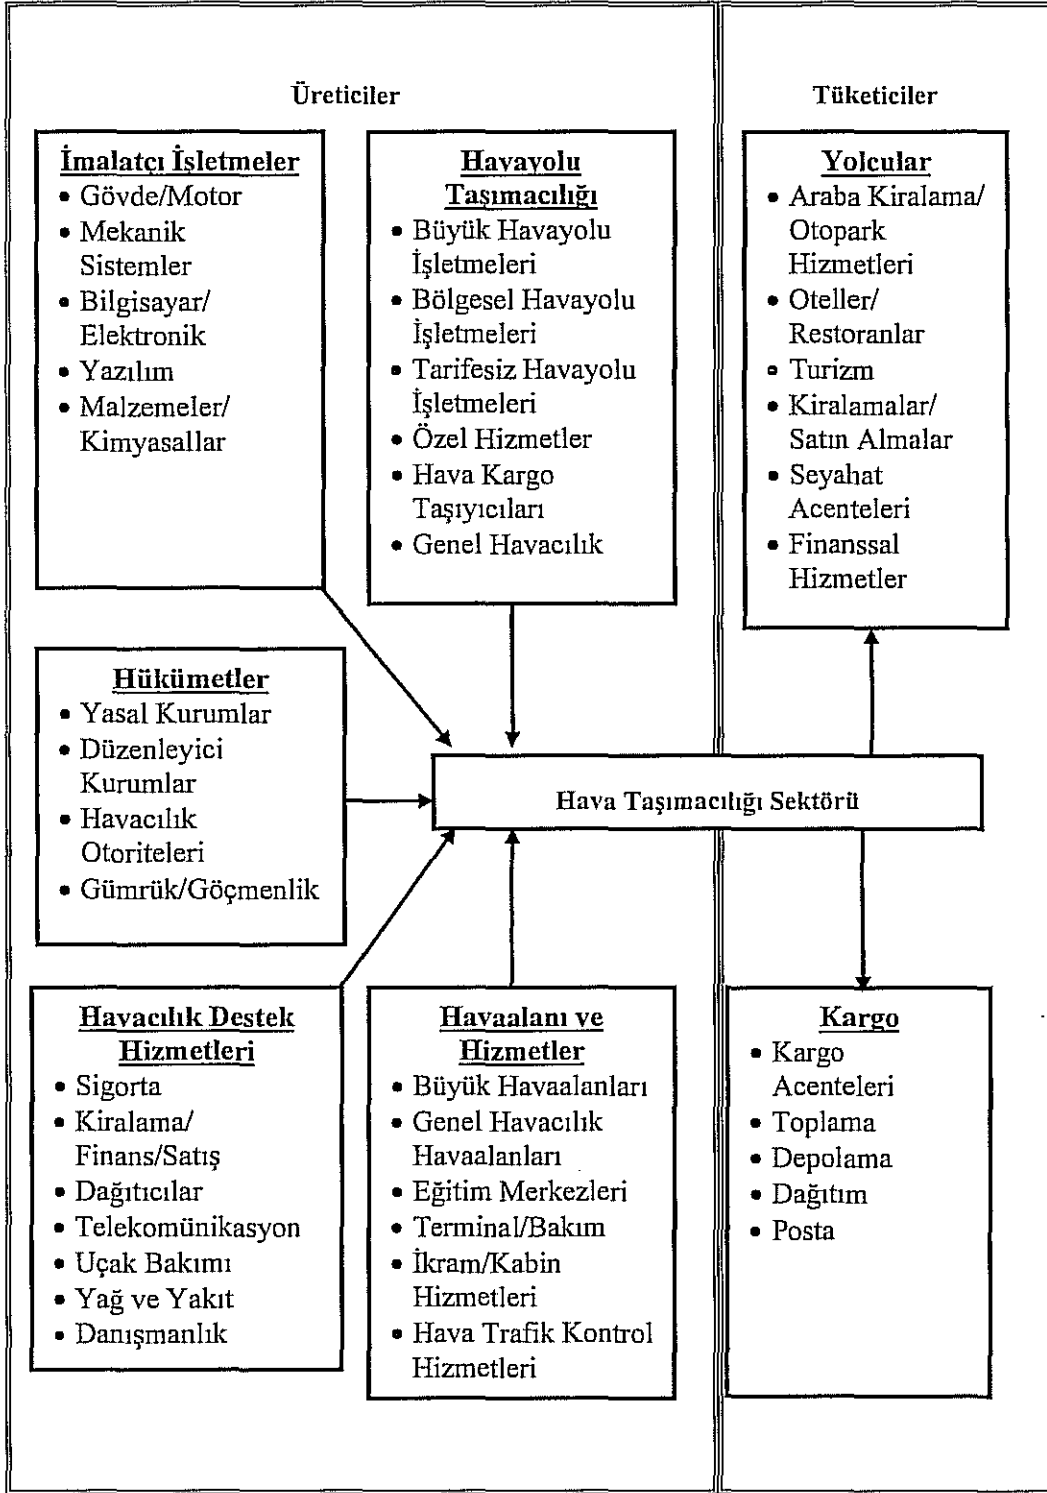 Üreticiler
Tüketiciler
İmalatçı İşletmeler
• Gövde/Motor
• Mekanik
Sistemler
• Bilgisayar/
Elektronik
• Yazılım
• Malzemeler/
Kimyasallar
Havayolu
Taşımacılığı
• Büyük Havayolu
İşletmeleri
• Bölgesel Havayolu
İşletmeleri
• Tarifesiz Havayolu
İşletmeleri
• Özel Hizmetler
• Hava Kargo
Taşıyıcıları
• Genel Havacılık
Yolcular
• Araba Kiralama/
Otopark
Hizmetleri
• Oteller/
Restoranlar
• Turizm
• Kiralamalar/
Satın Almalar
• Seyahat
Acenteleri
• Finanssal
Hizmetler
Hükümetler
• Yasal Kurumlar
• Düzenleyici
Kurumlar
• Havacılık
Otoriteleri
• Gümrük/Göçmenlik
Hava Taşımacılığı Sektörü
Havacılık Destek
Hizmetleri
• Sigorta
• Kiralama/
Finans/Satış
• Dağıtıcılar
• Telekomünikasyon
• Uçak Bakımı
• Yağ ve Yakıt
• Danışmanlık
Havaalanı ve
Hizmetler
• Büyük Havaalanları
• Genel Havacılık
Havaalanları
• Eğitim Merkezleri
• Terminal/Bakım
• İkram/Kabin
Hizmetleri
• Hava Trafik Kontrol
Hizmetleri
Kargo
• Kargo
Acenteleri
• Toplama
• Depolama
• Dağıtım
• Posta